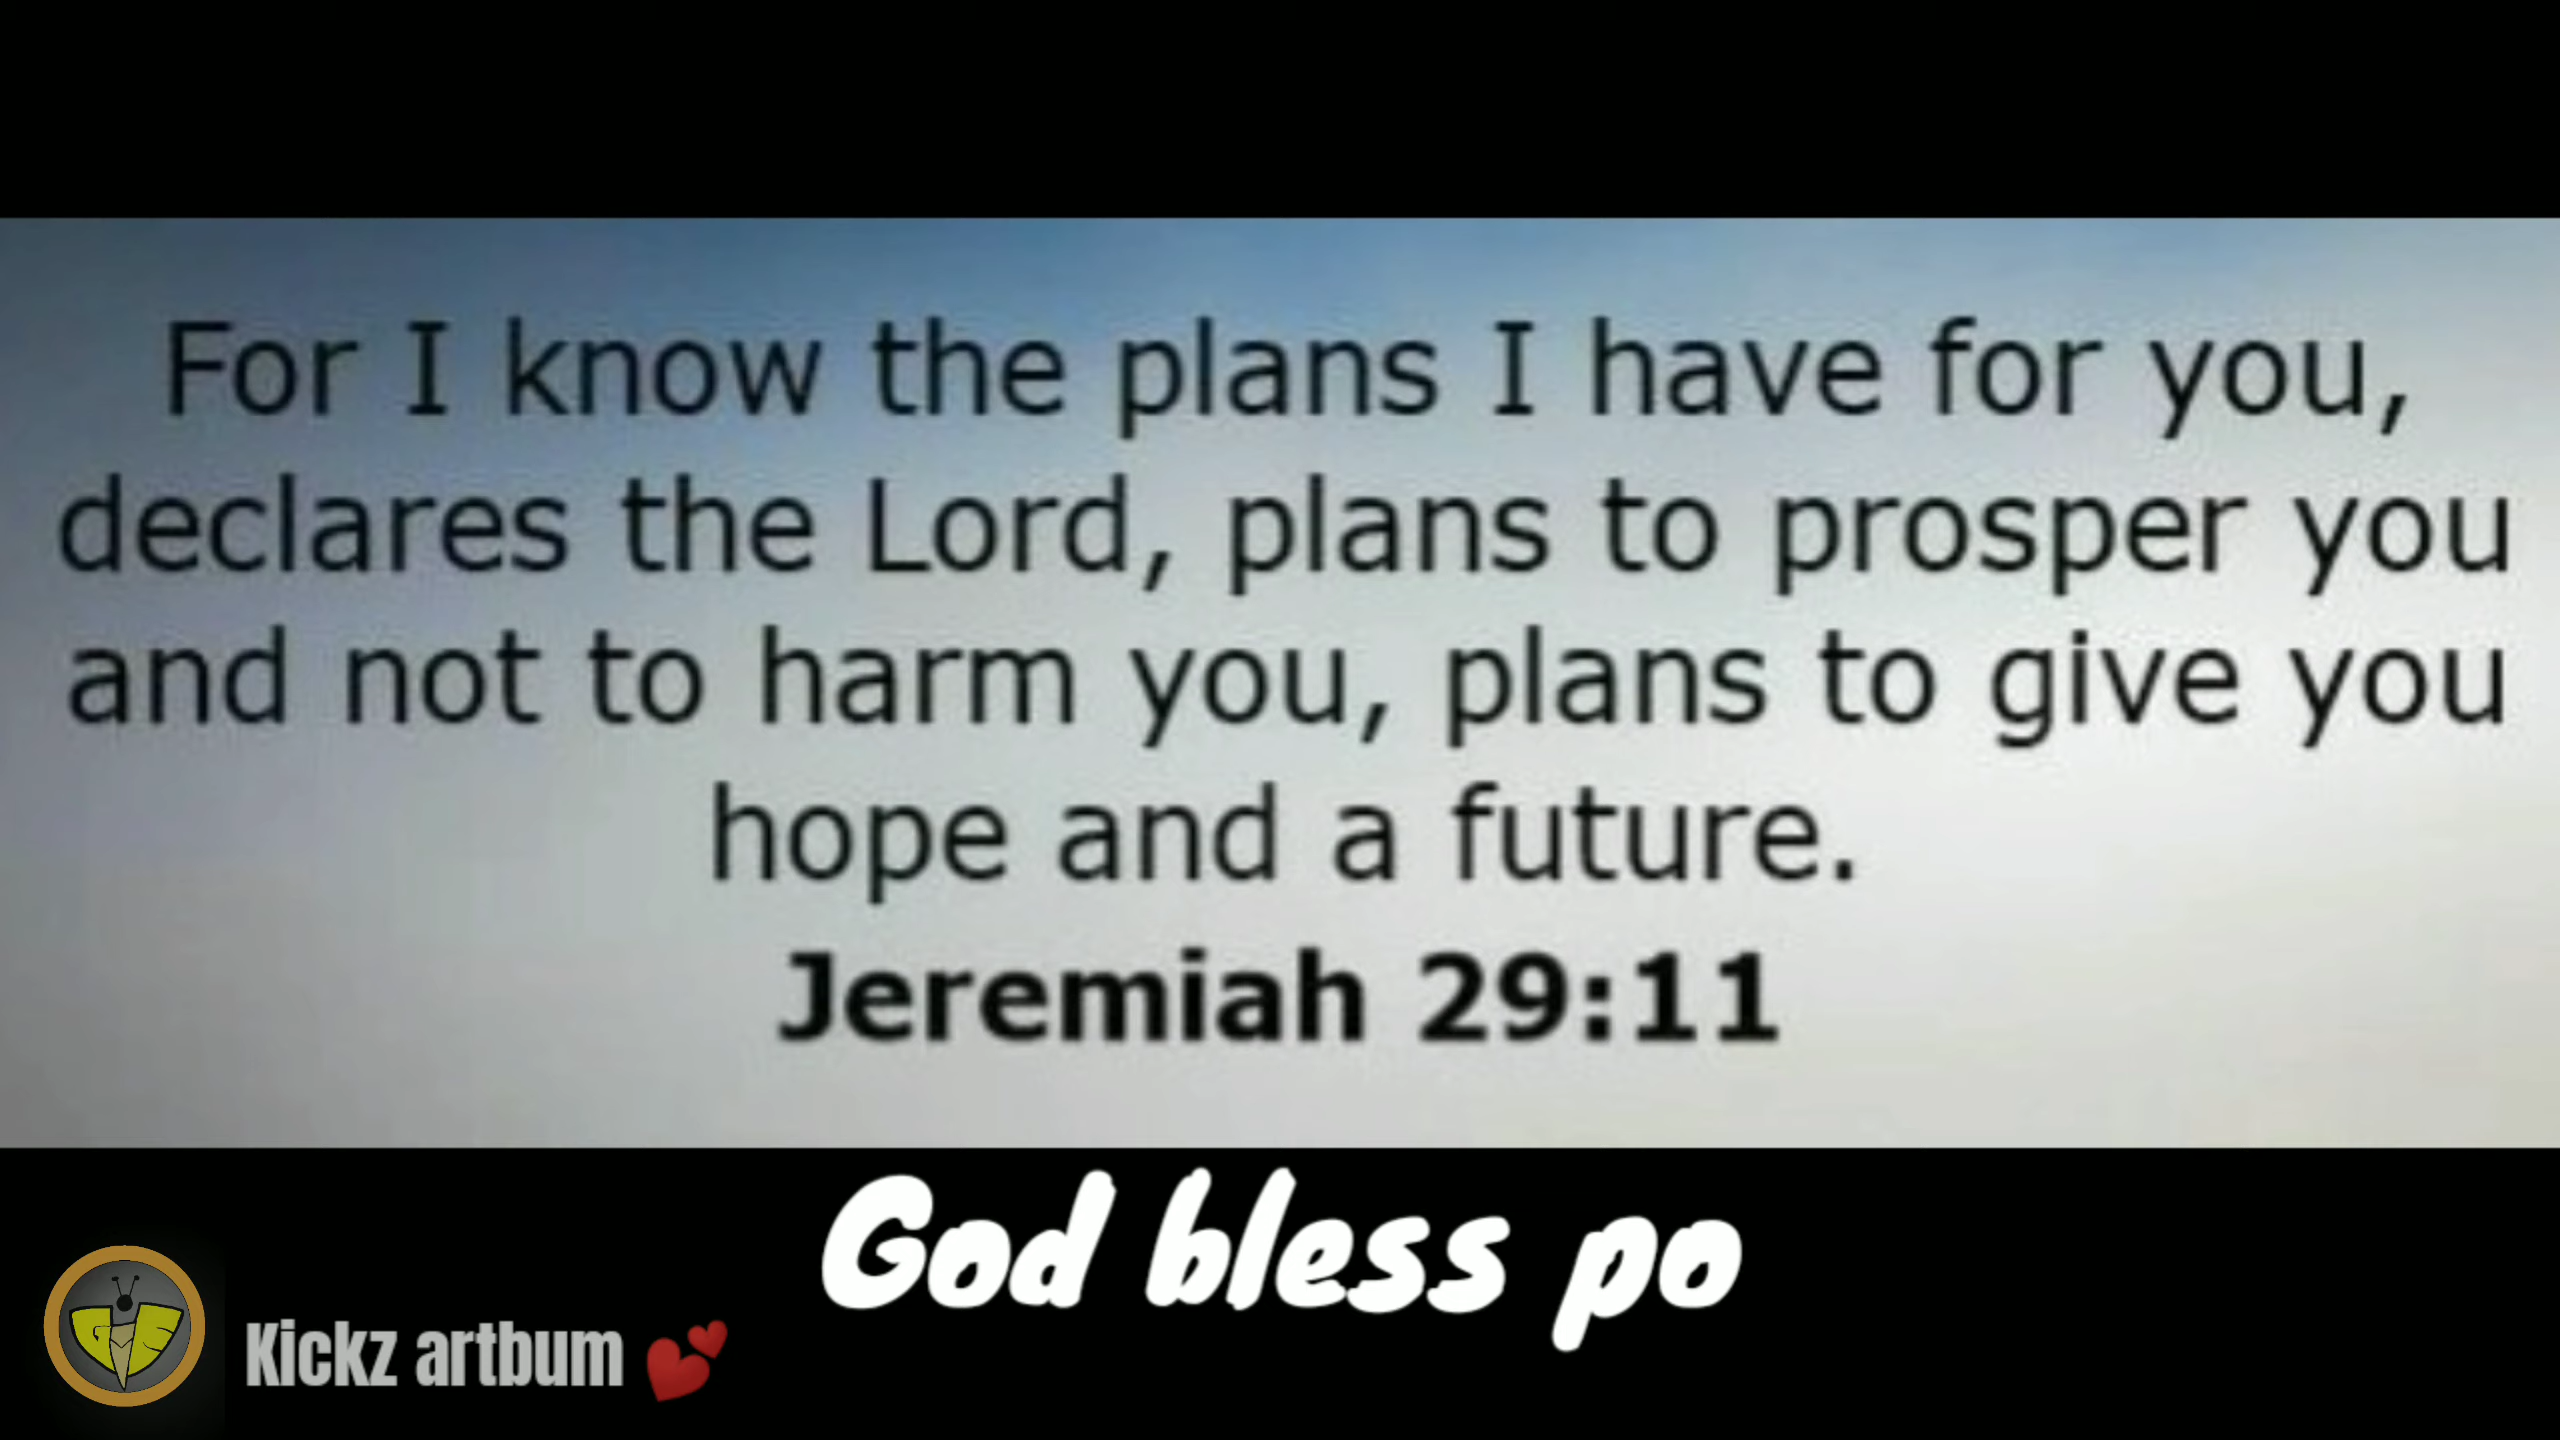 For I know the plans I have for you,
declares the Lord, plans to prosper you
and not to harm you, plans to give you
hope and a future.
Jeremiah 29:11
God bless po
Kickz artbum 💕